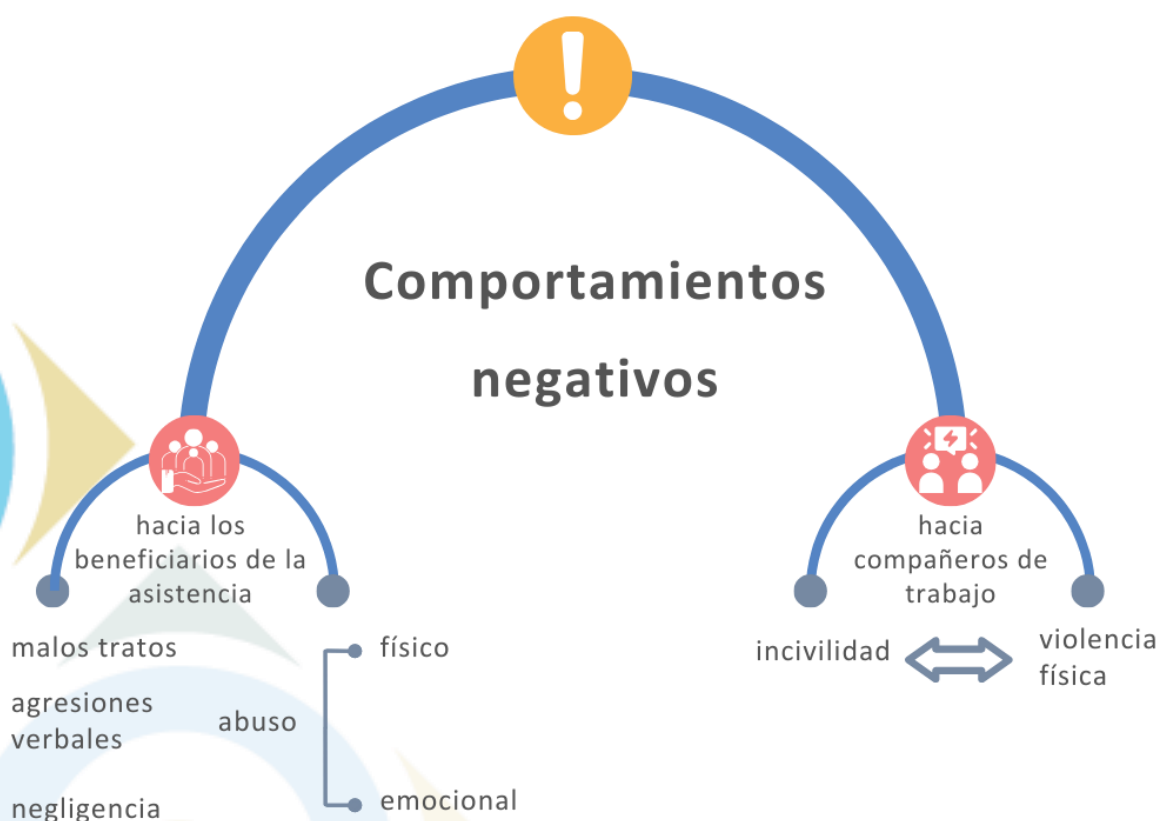 Comportamientos
negativos
hacia los
beneficiarios de la
asistencia
malos tratos
agresiones
verbales
negligencia
abuso
físico
emocional
hacia
compañeros de
trabajo
incivilidad
violencia
física